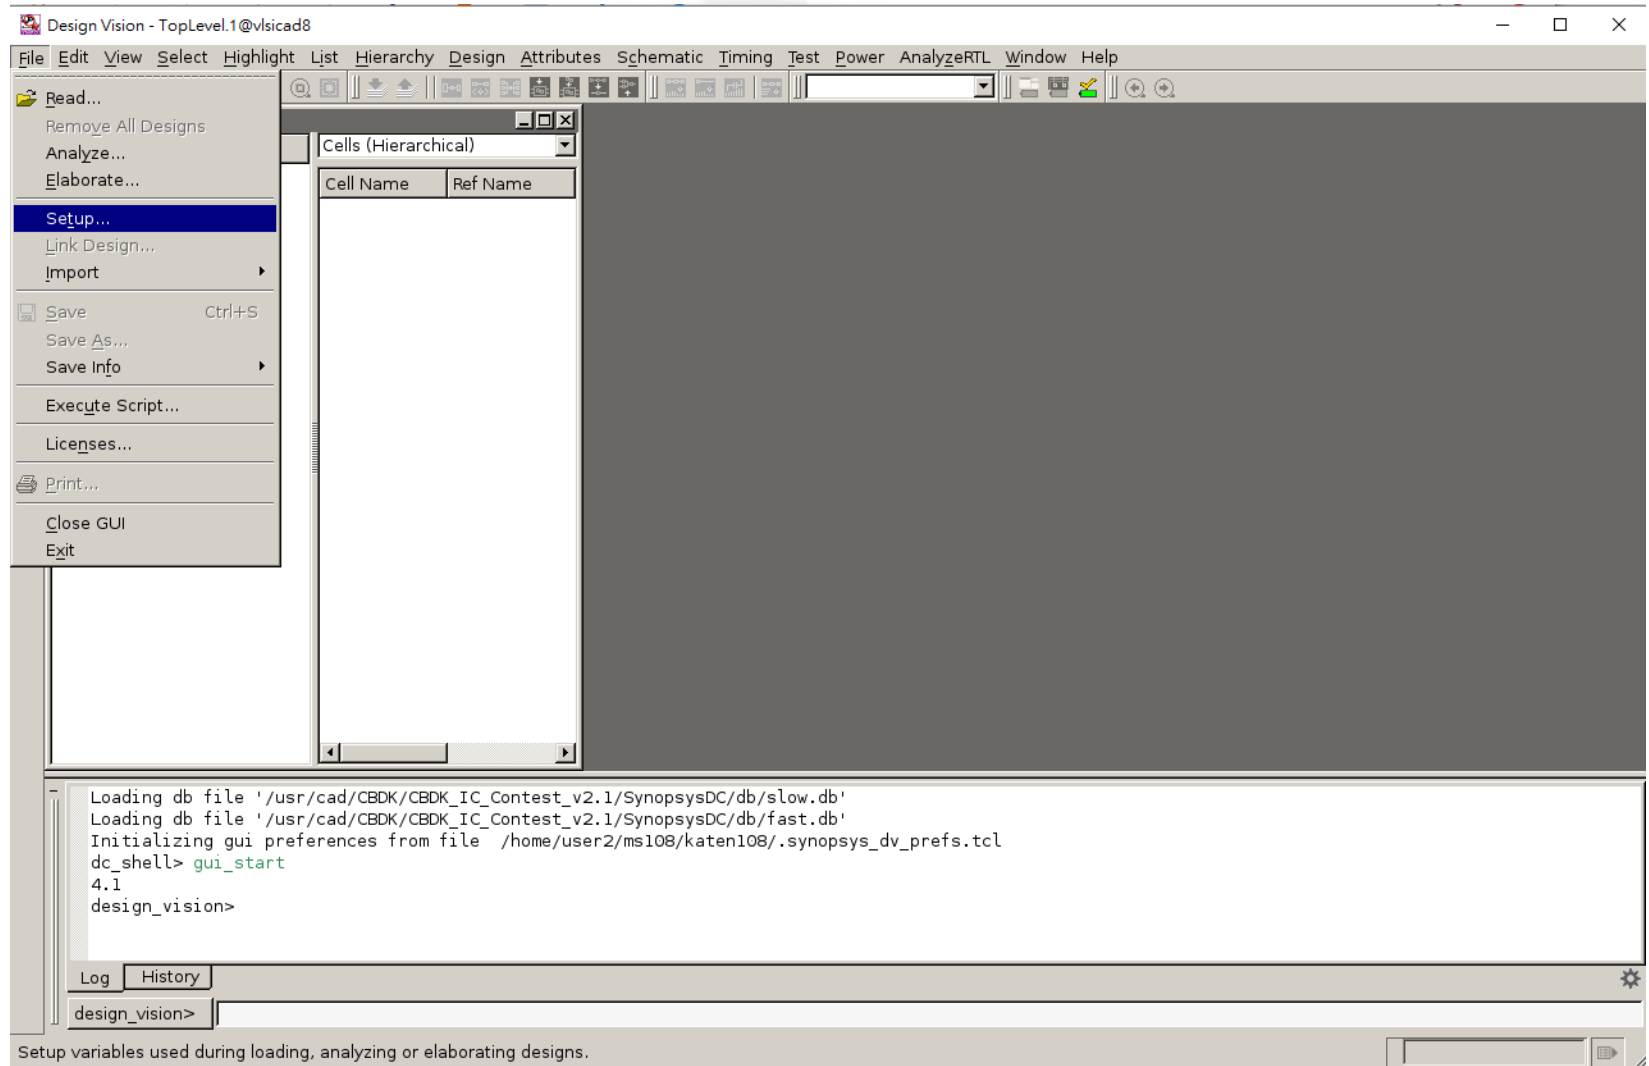 Design Vision - TopLevel.1@vlsicad8
File Edit View Select Highlight List Hierarchy Design Attributes Schematic Timing Test Power AnalyzeRTL Window Help
Read...
Remove All Designs
Analyze...
Elaborate...
Setup...
Link Design...
Import
Save Ctrl+S
Save As...
Save Info
Execute Script...
Licenses...
Print...
Close GUI
Exit
Cells (Hierarchical)
Cell Name Ref Name
Loading db file '/usr/cad/CBDK/CBDK_IC_Contest_v2.1/SynopsysDC/db/slow.db'
Loading db file '/usr/cad/CBDK/CBDK_IC_Contest_v2.1/SynopsysDC/db/fast.db'
Initializing gui preferences from file  /home/user2/ms108/katen108/.synopsys_dv_prefs.tcl
dc_shell> gui_start
4.1
design_vision>
Log History
design_vision>
Setup variables used during loading, analyzing or elaborating designs.